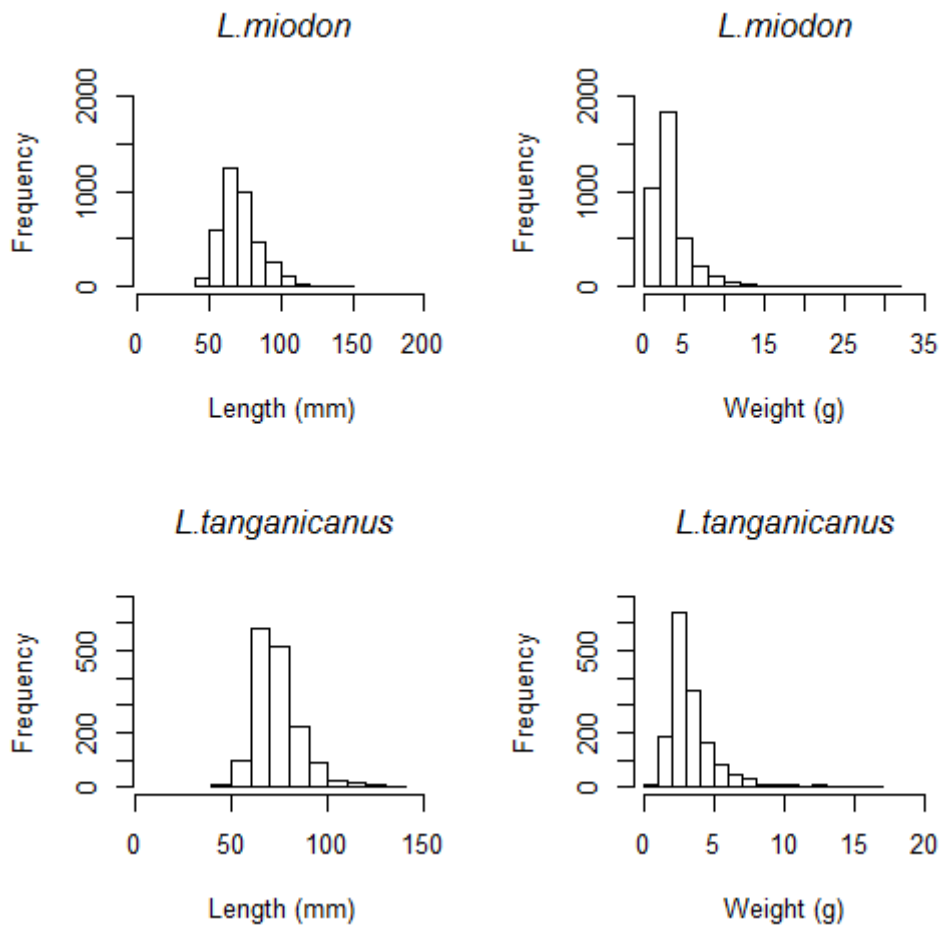 L.miodon
Frequency
2000
1000
0
0 50 100 150 200
Length (mm)
L.miodon
Frequency
2000
1000
0
0 5 15 25 35
Weight (g)
L.tanganicanus
Frequency
500
200
0
0 50 100 150
Length (mm)
L.tanganicanus
Frequency
500
200
0
0 5 10 15 20
Weight (g)